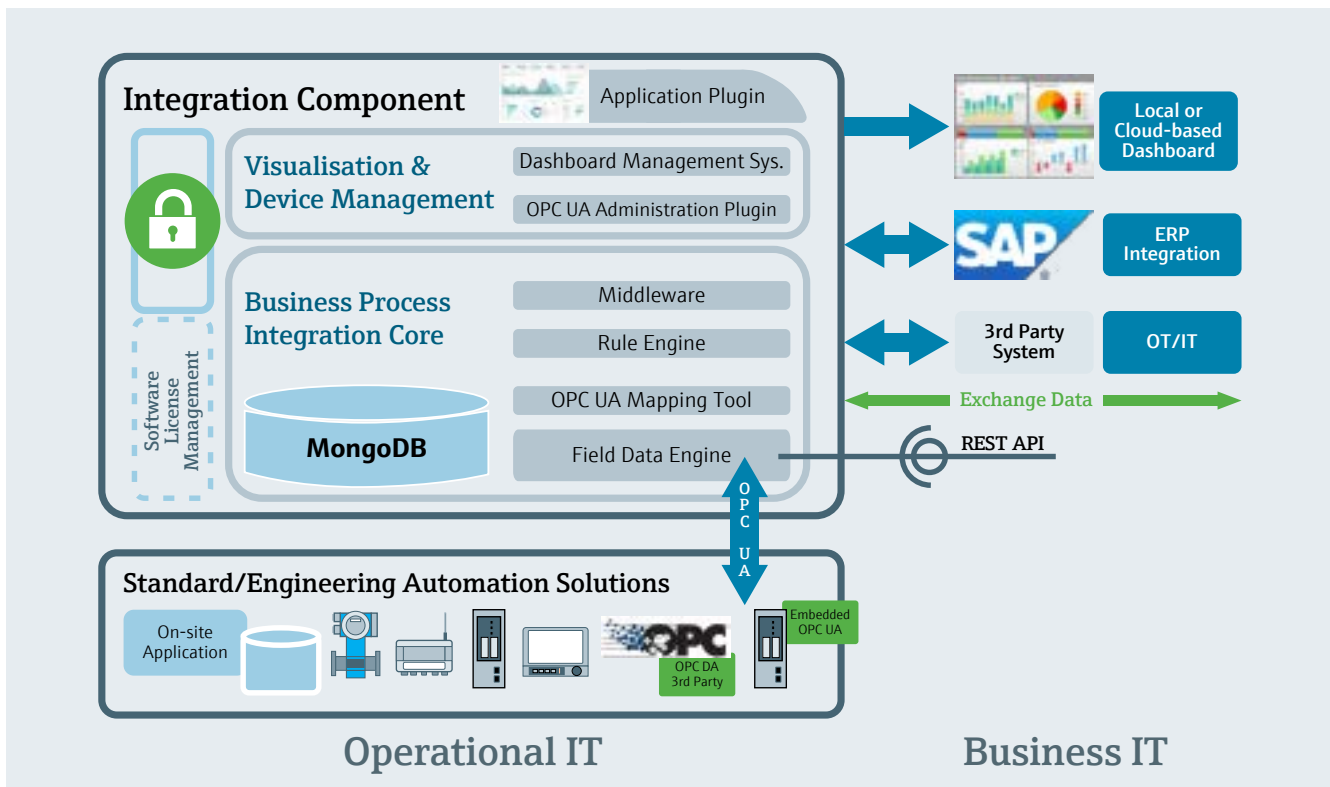 Integration Component
Application Plugin
Visualisation &
Device Management
Dashboard Management Sys.
OPC UA Administration Plugin
Business Process
Integration Core
Middleware
Rule Engine
OPC UA Mapping Tool
Field Data Engine
MongoDB
Software
License
Management
Local or
Cloud-based
Dashboard
SAP
ERP
Integration
3rd Party
System
OT/IT
Exchange Data
REST API
OPC UA
Standard/Engineering Automation Solutions
On-site
Application
OPC
OPC DA
3rd Party
Embedded
OPC UA
Operational IT
Business IT